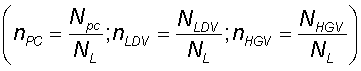 (n_PC = N_pc / N_L ; n_LDV = N_LDV / N_L ; n_HGV = N_HGV / N_L)